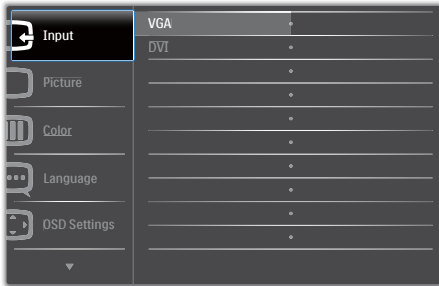 Input
VGA
DVI
Picture
Color
Language
OSD Settings